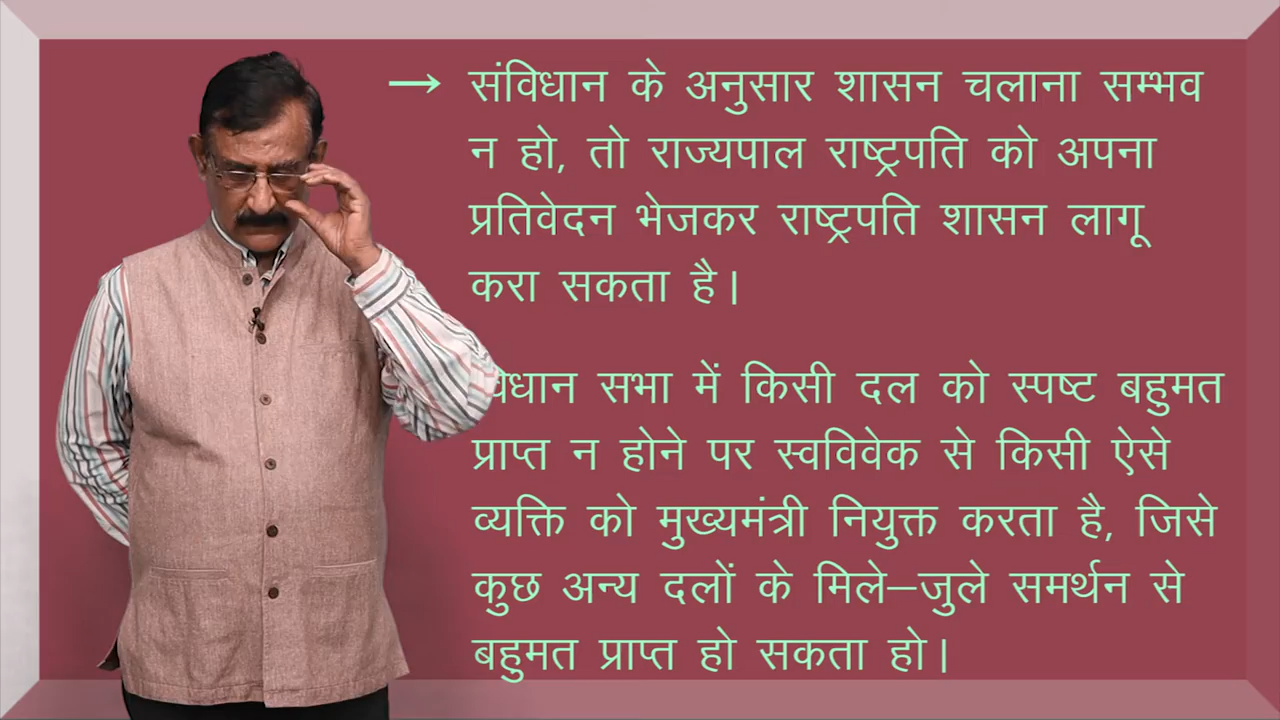 → संविधान के अनुसार शासन चलाना सम्भव
न हो, तो राज्यपाल राष्ट्रपति को अपना
प्रतिवेदन भेजकर राष्ट्रपति शासन लागू
करा सकता है।
विधान सभा में किसी दल को स्पष्ट बहुमत
प्राप्त न होने पर स्वविवेक से किसी ऐसे
व्यक्ति को मुख्यमंत्री नियुक्त करता है, जिसे
कुछ अन्य दलों के मिले–जुले समर्थन से
बहुमत प्राप्त हो सकता हो।